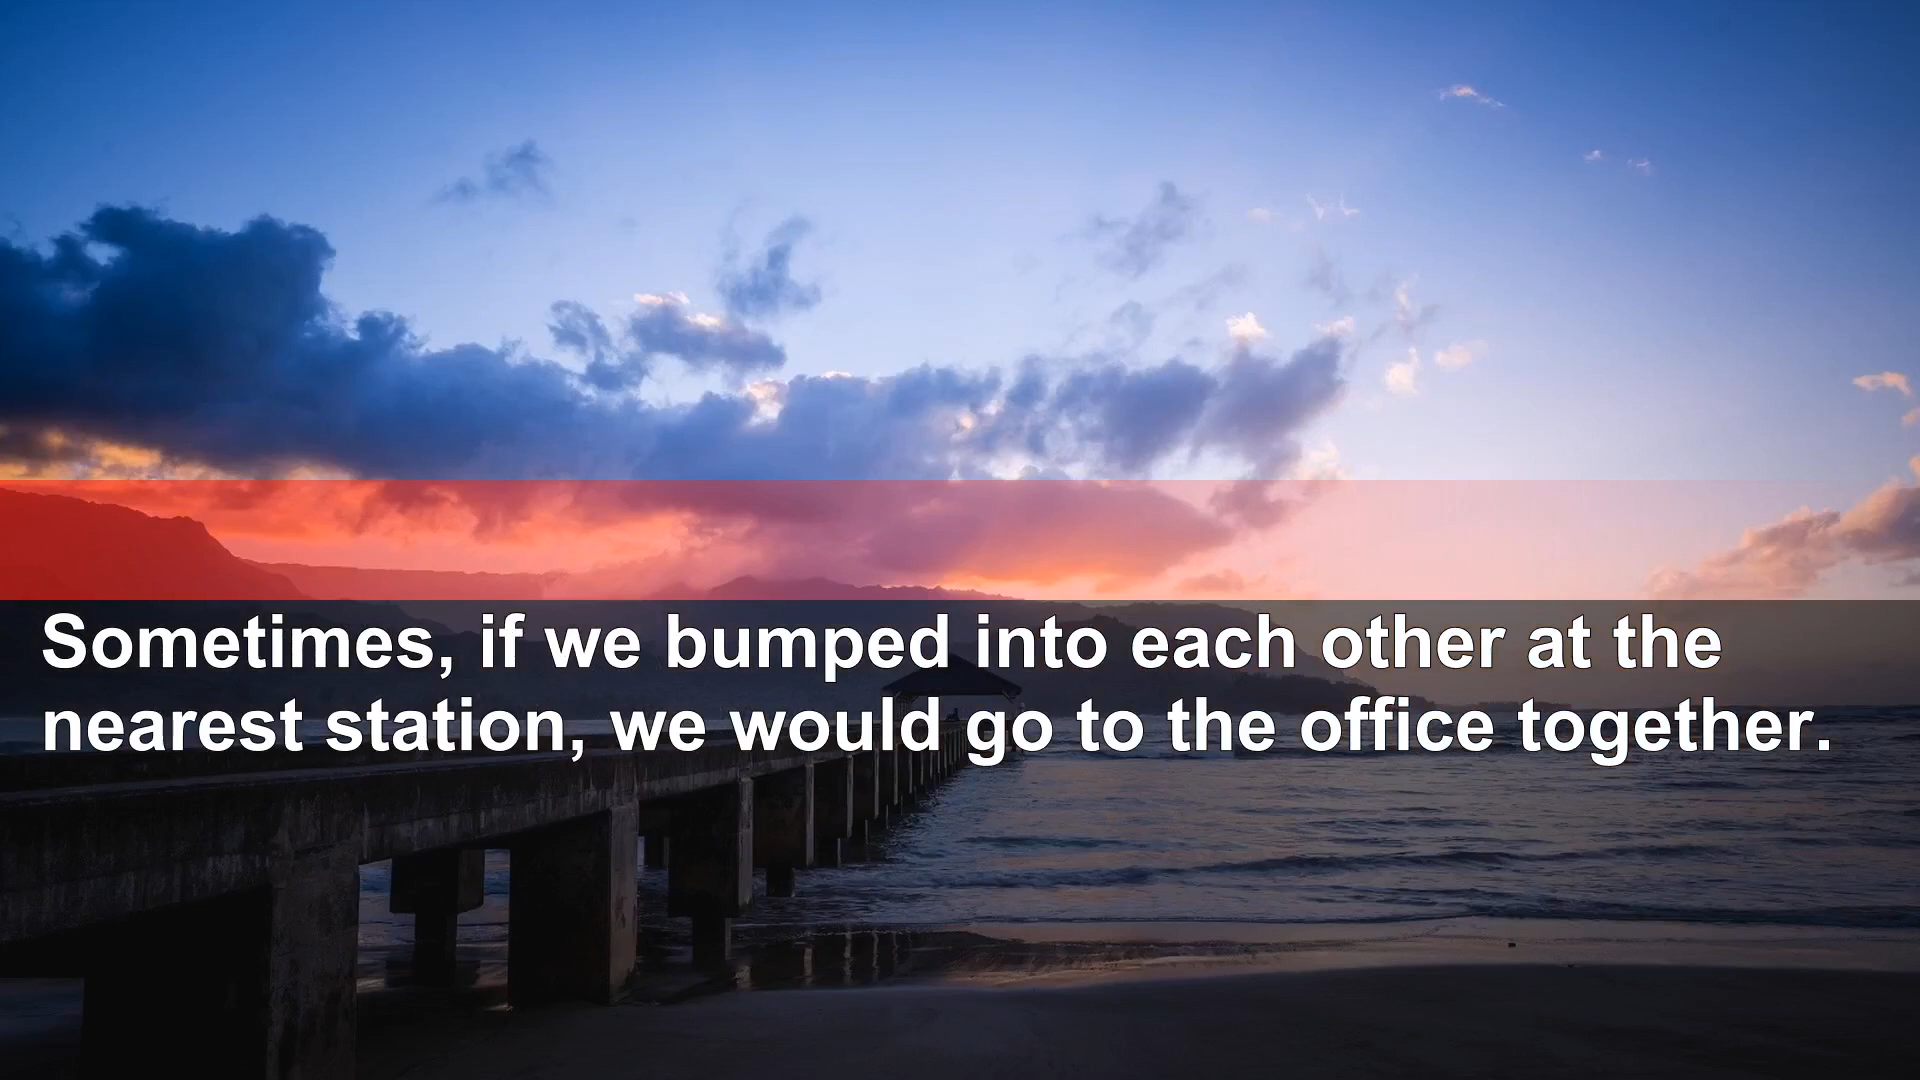 Sometimes, if we bumped into each other at the
nearest station, we would go to the office together.